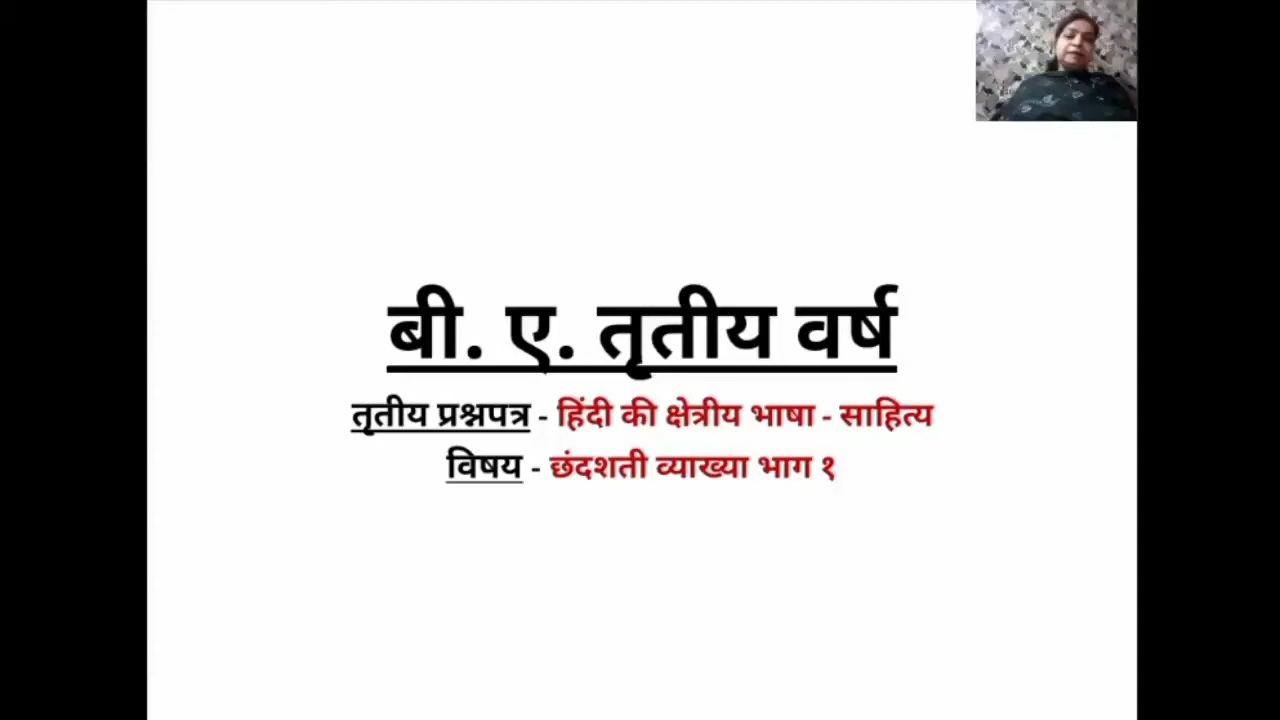 बी. ए. तृतीय वर्ष
तृतीय प्रश्नपत्र - हिंदी की क्षेत्रीय भाषा - साहित्य
विषय - छंदशती व्याख्या भाग १